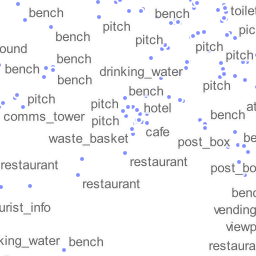 bench
bench
toilet
pitch
pic
bench
pitch
pitch
ound
pitch
bench
bench
drinking_water
bench
pitch
bench
pitch
pitch
hotel
at
comms_tower
pitch
bench
cafe
waste_basket
post_box
be
restaurant
restaurant
post_bo
restaurant
benc
urist_info
vending
viewp
king_water
bench
restaura